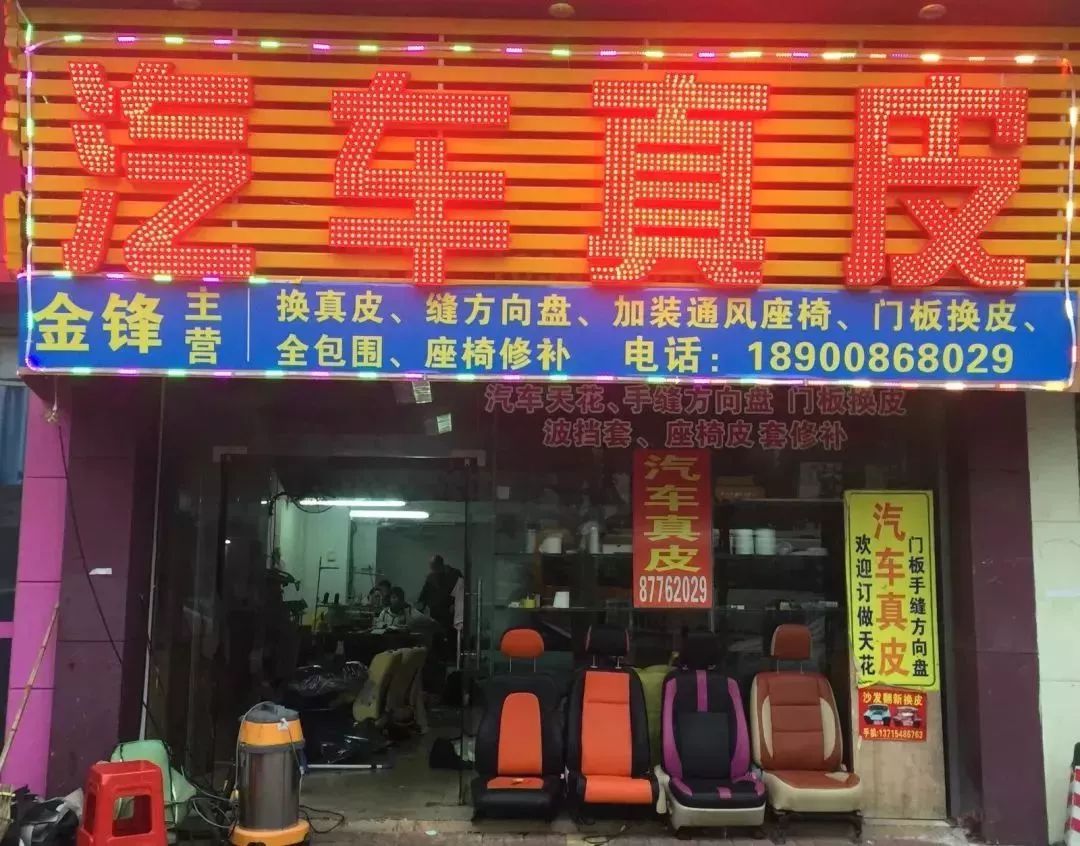 汽车真皮
金锋 主营 换真皮、缝方向盘、加装通风座椅、门板换皮、
全包围、座椅修补 电话：18900868029
汽车天花、手缝方向盘 门板换皮
波挡套、座椅皮套修补
汽车真皮
87762029
门板手缝方向盘
汽车真皮
欢迎订做天花
沙发翻新换皮
手机:13715486763